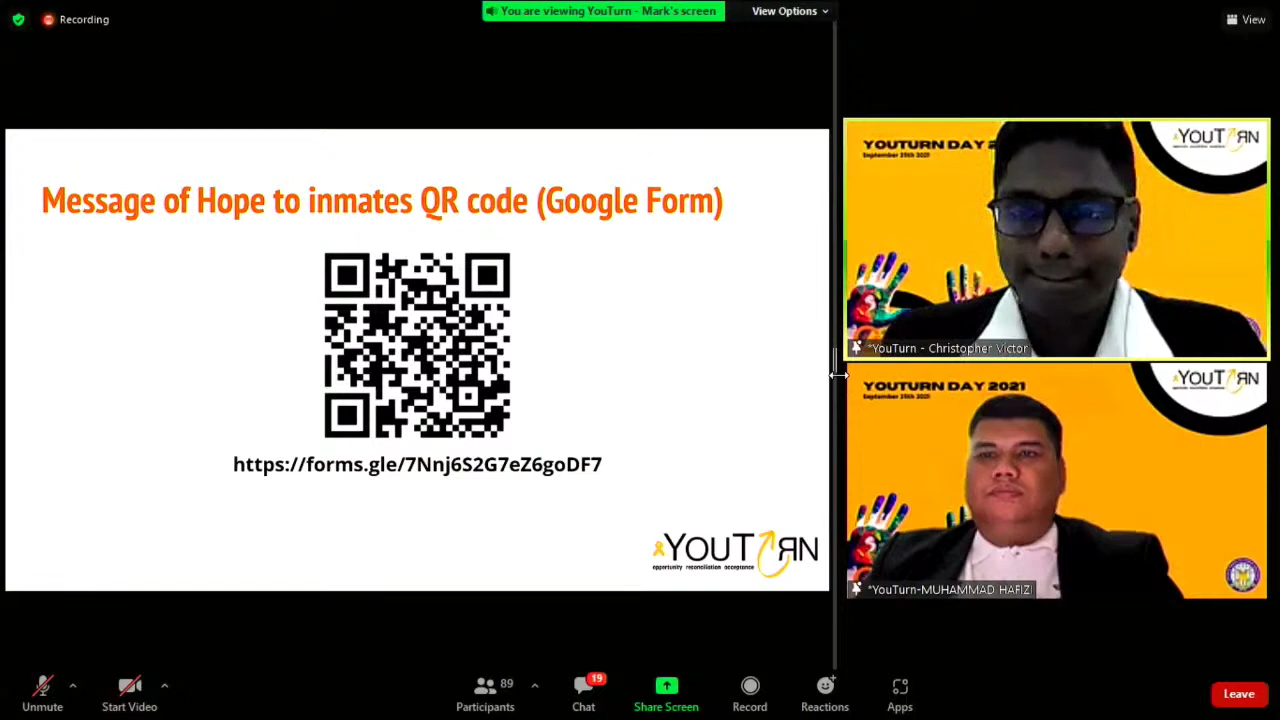 Recording
You are viewing YouTurn - Mark's screen
View Options
View
Message of Hope to inmates QR code (Google Form)
https://forms.gle/7Nnj6S2G7eZ6goDF7
YOUTURN
opportunity reconciliation acceptance
YOUTURN DAY 2
September 25th 2021
YOUTURN
*YouTurn - Christopher Victor
YOUTURN DAY 2021
September 25th 2021
YOUTURN
*YouTurn-MUHAMMAD HAFIZI
Unmute
Start Video
89
Participants
19
Chat
Share Screen
Record
Reactions
Apps
Leave